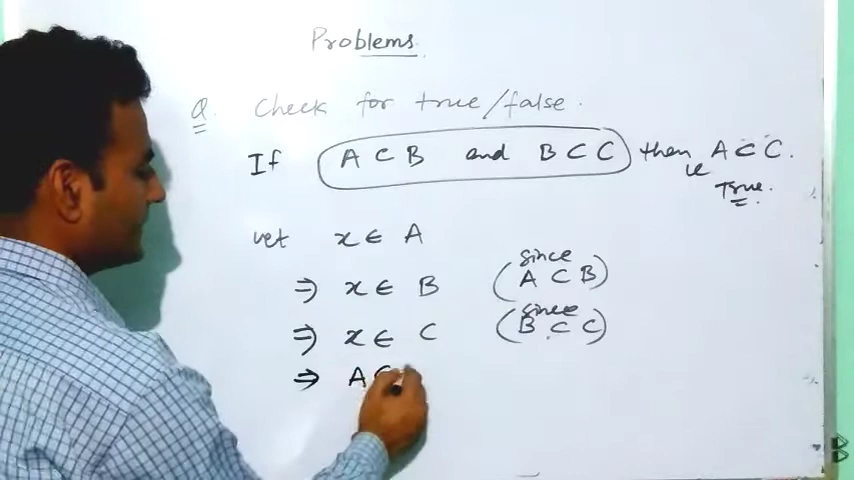 Problems.
Q. Check for true/false.
If A ⊂ B and B ⊂ C then A ⊂ C.
ie True.
Let x ∈ A
⇒ x ∈ B (since A ⊂ B)
⇒ x ∈ C (since B ⊂ C)
⇒ A ⊂